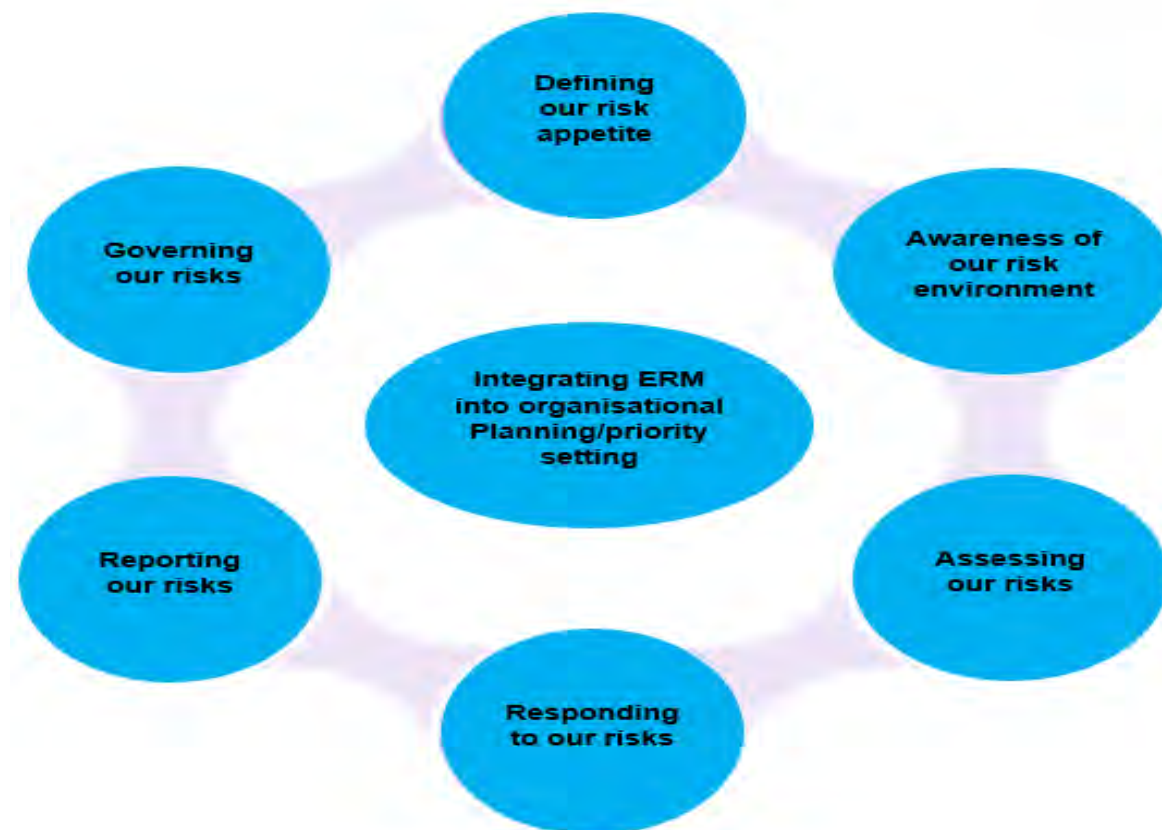 Defining
our risk
appetite
Governing
our risks
Awareness of
our risk
environment
Integrating ERM
into organisational
Planning/priority
setting
Reporting
our risks
Assessing
our risks
Responding
to our risks